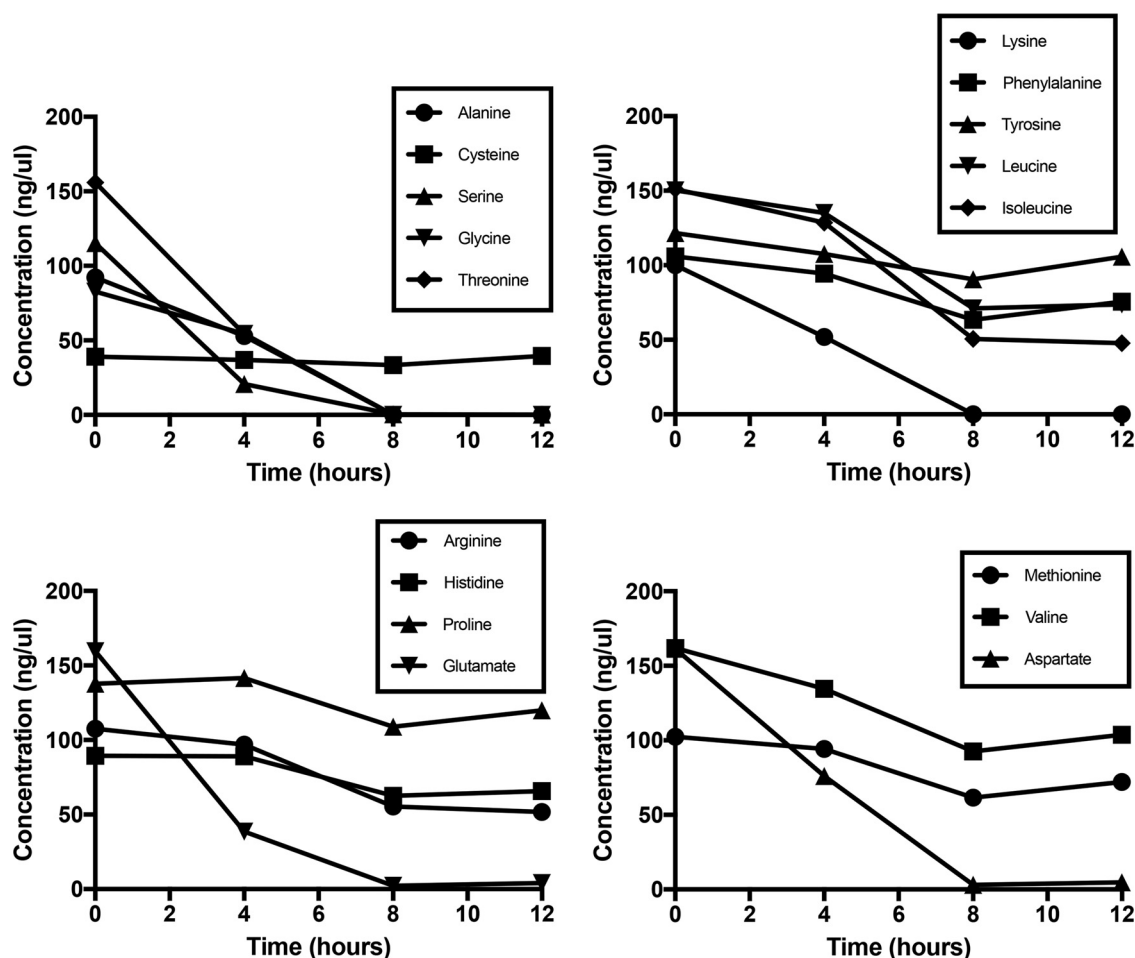 Alanine
Cysteine
Serine
Glycine
Threonine
Concentration (ng/ul)
200
150
100
50
0
0 2 4 6 8 10 12
Time (hours)
Lysine
Phenylalanine
Tyrosine
Leucine
Isoleucine
Concentration (ng/ul)
200
150
100
50
0
0 2 4 6 8 10 12
Time (hours)
Arginine
Histidine
Proline
Glutamate
Concentration (ng/ul)
200
150
100
50
0
0 2 4 6 8 10 12
Time (hours)
Methionine
Valine
Aspartate
Concentration (ng/ul)
200
150
100
50
0
0 2 4 6 8 10 12
Time (hours)